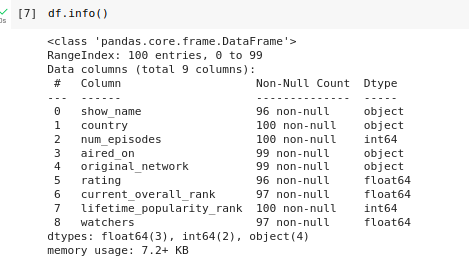 [7] df.info()
0s
<class 'pandas.core.frame.DataFrame'>
RangeIndex: 100 entries, 0 to 99
Data columns (total 9 columns):
 #   Column                   Non-Null Count  Dtype
---  ------                   --------------  -----
 0   show_name                96 non-null     object
 1   country                  100 non-null    object
 2   num_episodes             100 non-null    int64
 3   aired_on                 99 non-null     object
 4   original_network         99 non-null     object
 5   rating                   96 non-null     float64
 6   current_overall_rank     97 non-null     float64
 7   lifetime_popularity_rank 100 non-null    int64
 8   watchers                 97 non-null     float64
dtypes: float64(3), int64(2), object(4)
memory usage: 7.2+ KB